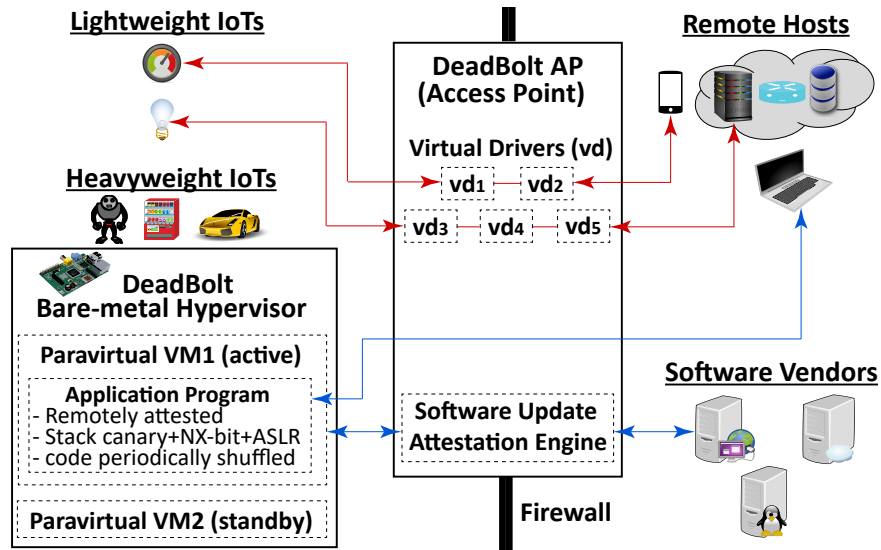 Lightweight IoTs
DeadBolt AP
(Access Point)
Remote Hosts
Virtual Drivers (vd)
vd1
vd2
vd3
vd4
vd5
Heavyweight IoTs
DeadBolt
Bare-metal Hypervisor
Paravirtual VM1 (active)
Application Program
- Remotely attested
- Stack canary+NX-bit+ASLR
- code periodically shuffled
Paravirtual VM2 (standby)
Software Update
Attestation Engine
Software Vendors
Firewall